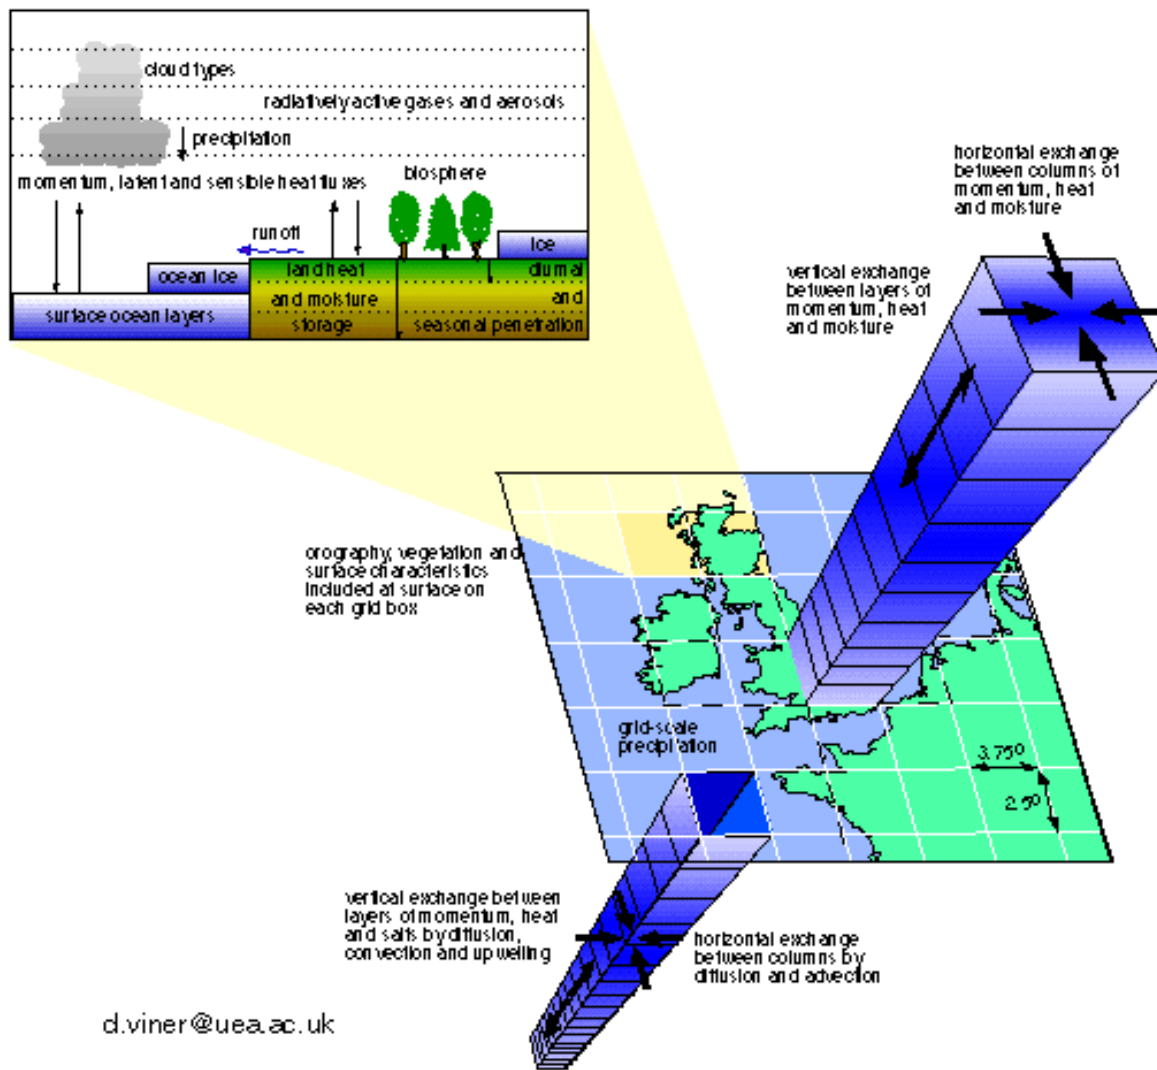 cloud types
radiatively active gases and aerosols
precipitation
momentum, latent and sensible heat fluxes
biosphere
run off
ice
ocean ice
land heat
diurnal
and moisture
and
surface ocean layers
storage
seasonal penetration
horizontal exchange
between columns of
momentum, heat
and moisture
vertical exchange
between layers of
momentum, heat
and moisture
orography, vegetation and
surface characteristics
included at surface on
each grid box
grid-scale
precipitation
3.75º
2.5º
vertical exchange between
layers of momentum, heat
and salts by diffusion,
convection and upwelling
horizontal exchange
between columns by
diffusion and advection
d.viner@uea.ac.uk